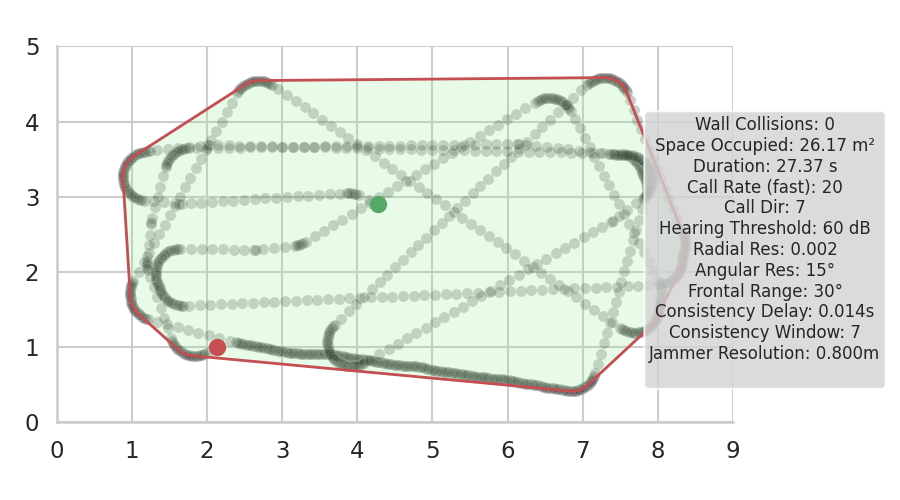 5
4
3
2
1
0
0 1 2 3 4 5 6 7 8 9
Wall Collisions: 0
Space Occupied: 26.17 m²
Duration: 27.37 s
Call Rate (fast): 20
Call Dir: 7
Hearing Threshold: 60 dB
Radial Res: 0.002
Angular Res: 15°
Frontal Range: 30°
Consistency Delay: 0.014s
Consistency Window: 7
Jammer Resolution: 0.800m